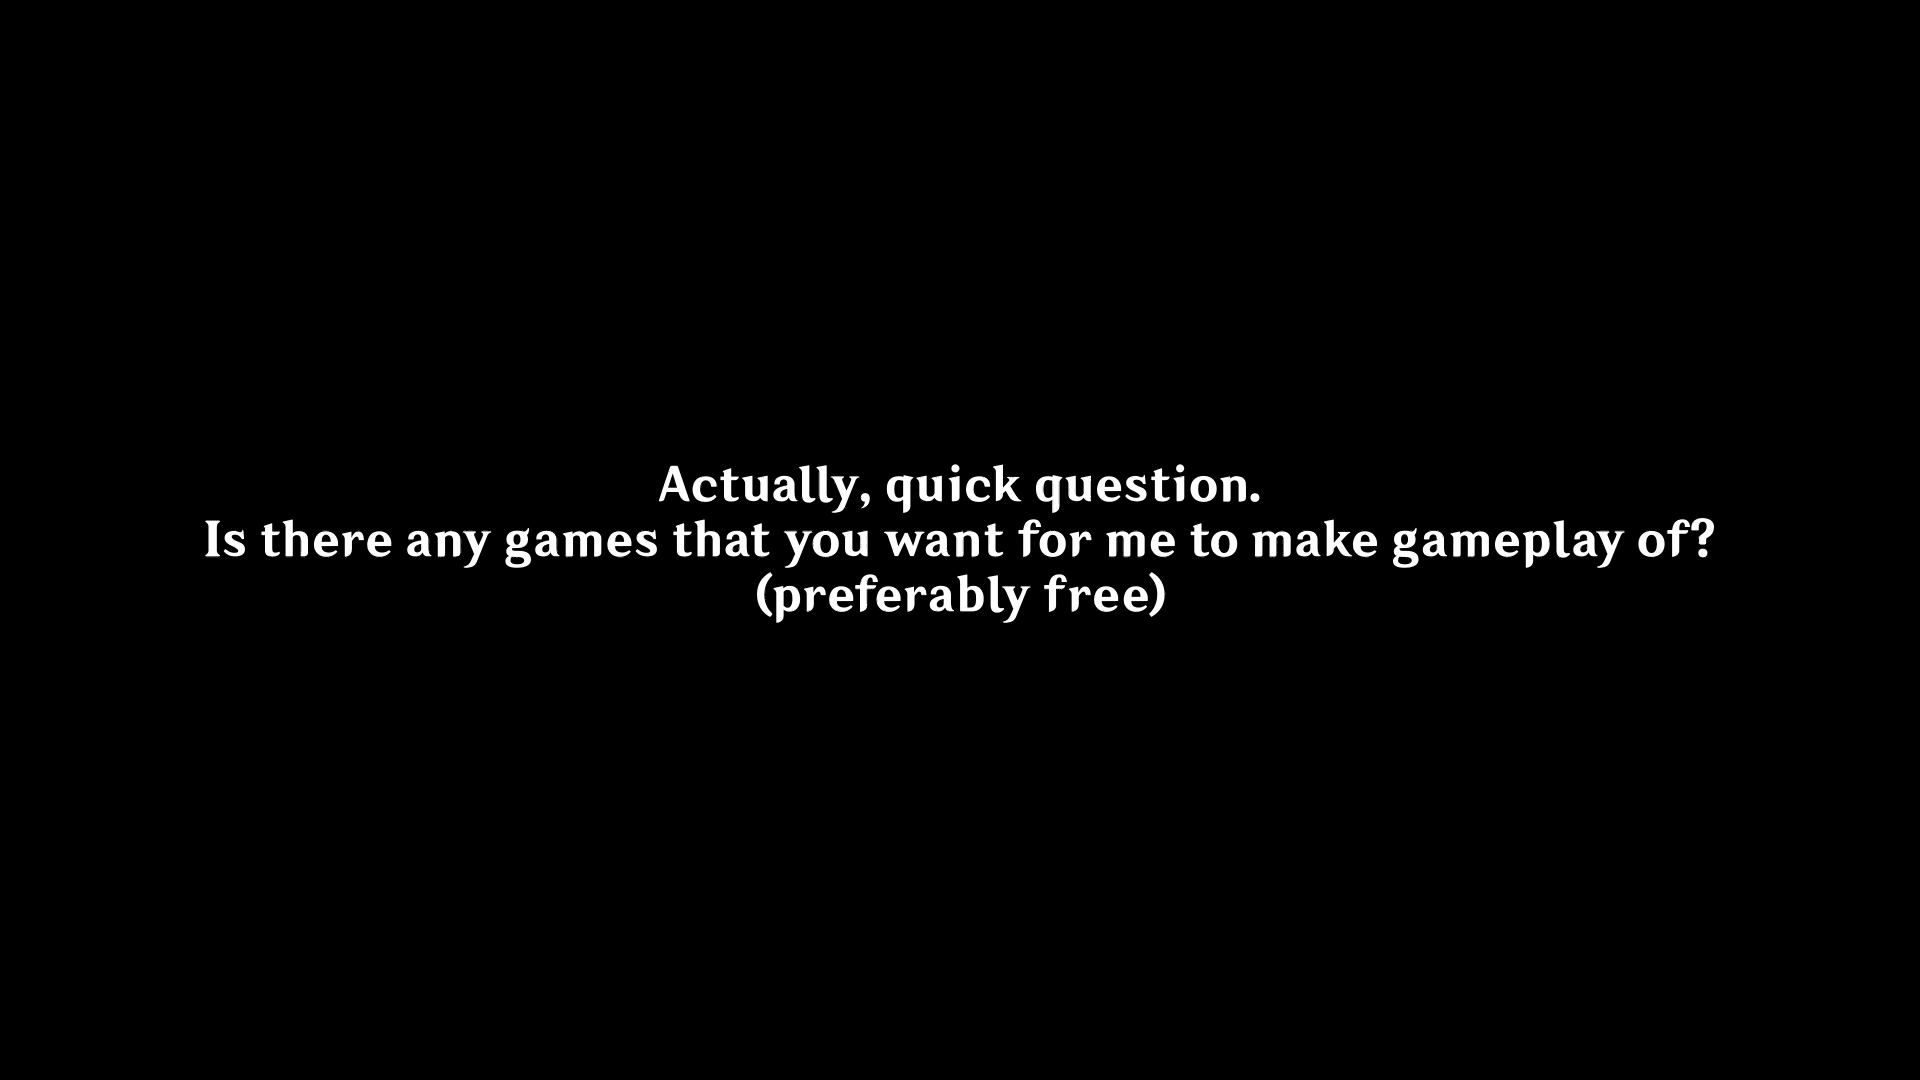 Actually, quick question.
Is there any games that you want for me to make gameplay of?
(preferably free)